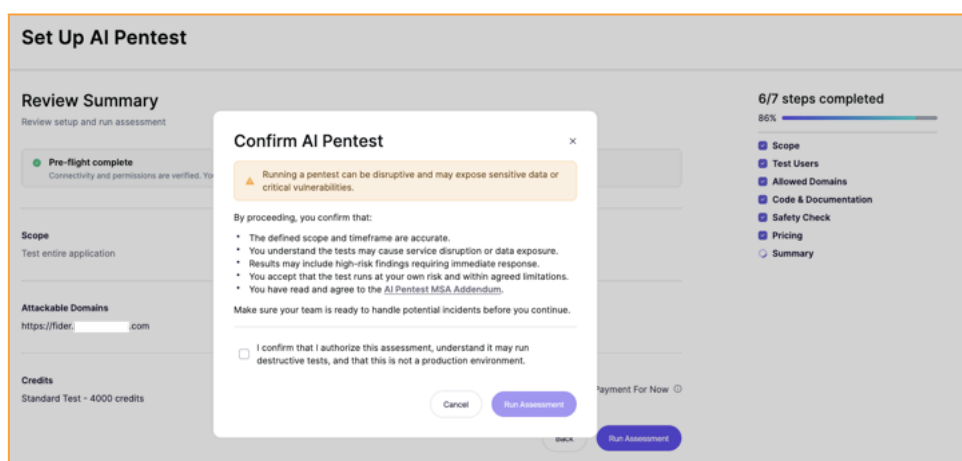 Set Up AI Pentest
Review Summary
Review setup and run assessment
Pre-flight complete
Connectivity and permissions are verified. Yo
Scope
Test entire application
Attackable Domains
https://fider. .com
Credits
Standard Test - 4000 credits
Confirm AI Pentest
×
Running a pentest can be disruptive and may expose sensitive data or
critical vulnerabilities.
By proceeding, you confirm that:
• The defined scope and timeframe are accurate.
• You understand the tests may cause service disruption or data exposure.
• Results may include high-risk findings requiring immediate response.
• You accept that the test runs at your own risk and within agreed limitations.
• You have read and agree to the AI Pentest MSA Addendum.
Make sure your team is ready to handle potential incidents before you continue.
I confirm that I authorize this assessment, understand it may run
destructive tests, and that this is not a production environment.
Cancel
Run Assessment
Payment For Now
Back
Run Assessment
6/7 steps completed
86%
Scope
Test Users
Allowed Domains
Code & Documentation
Safety Check
Pricing
Summary